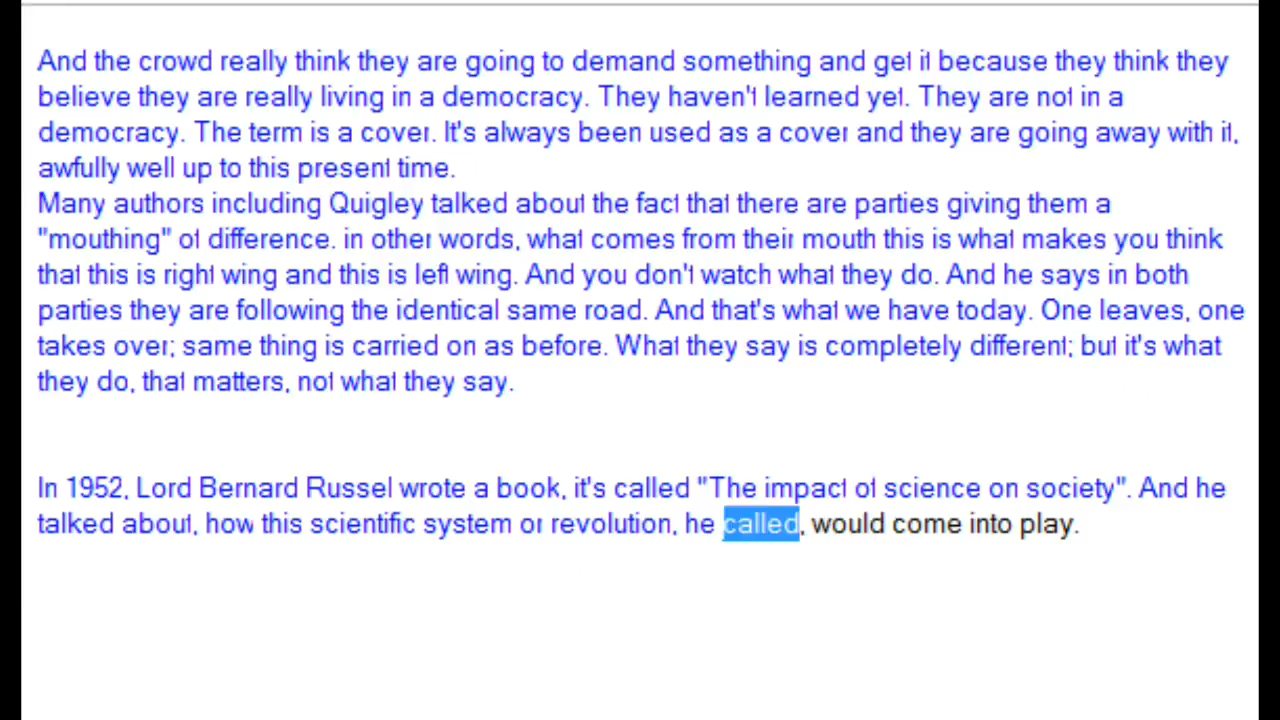 And the crowd really think they are going to demand something and get it because they think they
believe they are really living in a democracy. They haven't learned yet. They are not in a
democracy. The term is a cover. It's always been used as a cover and they are going away with it,
awfully well up to this present time.
Many authors including Quigley talked about the fact that there are parties giving them a
"mouthing" of difference. in other words, what comes from their mouth this is what makes you think
that this is right wing and this is left wing. And you don't watch what they do. And he says in both
parties they are following the identical same road. And that's what we have today. One leaves, one
takes over; same thing is carried on as before. What they say is completely different; but it's what
they do, that matters, not what they say.
In 1952, Lord Bernard Russel wrote a book, it's called "The impact of science on society". And he
talked about, how this scientific system or revolution, he called, would come into play.